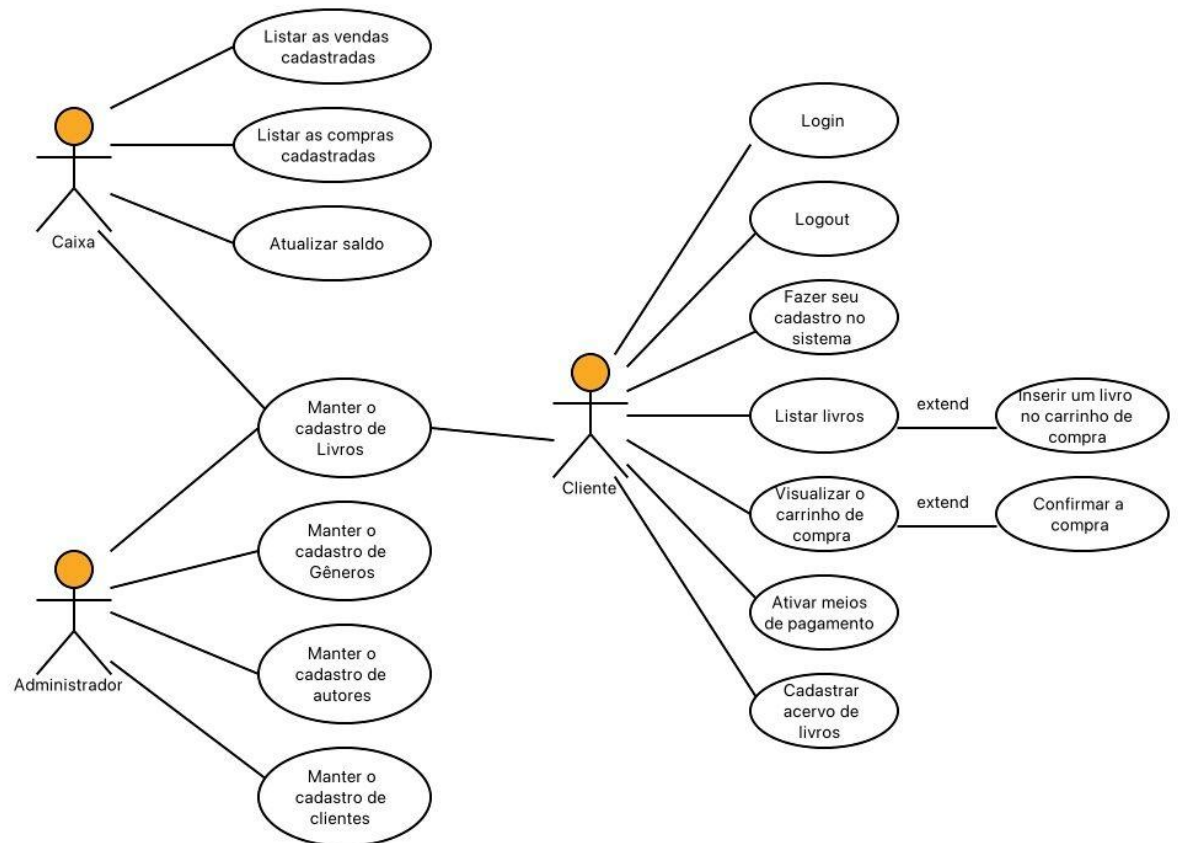 Listar as vendas
cadastradas
Listar as compras
cadastradas
Caixa
Atualizar saldo
Manter o
cadastro de
Livros
Manter o
cadastro de
Gêneros
Administrador
Manter o
cadastro de
autores
Manter o
cadastro de
clientes
Login
Logout
Fazer seu
cadastro no
sistema
Cliente
Listar livros
extend
Inserir um livro
no carrinho de
compra
Visualizar o
carrinho de
compra
extend
Confirmar a
compra
Ativar meios
de pagamento
Cadastrar
acervo de
livros